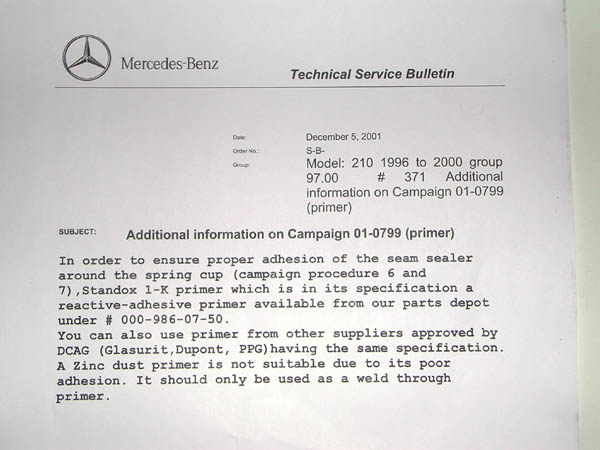 Mercedes-Benz
Technical Service Bulletin
Date: December 5, 2001
Order No.: S-B-
Group: Model: 210 1996 to 2000 group
97.00 # 371 Additional
information on Campaign 01-0799
(primer)
SUBJECT: Additional information on Campaign 01-0799 (primer)
In order to ensure proper adhesion of the seam sealer
around the spring cup (campaign procedure 6 and
7),Standox 1-K primer which is in its specification a
reactive-adhesive primer available from our parts depot
under # 000-986-07-50.
You can also use primer from other suppliers approved by
DCAG (Glasurit,Dupont, PPG)having the same specification.
A Zinc dust primer is not suitable due to its poor
adhesion. It should only be used as a weld through
primer.